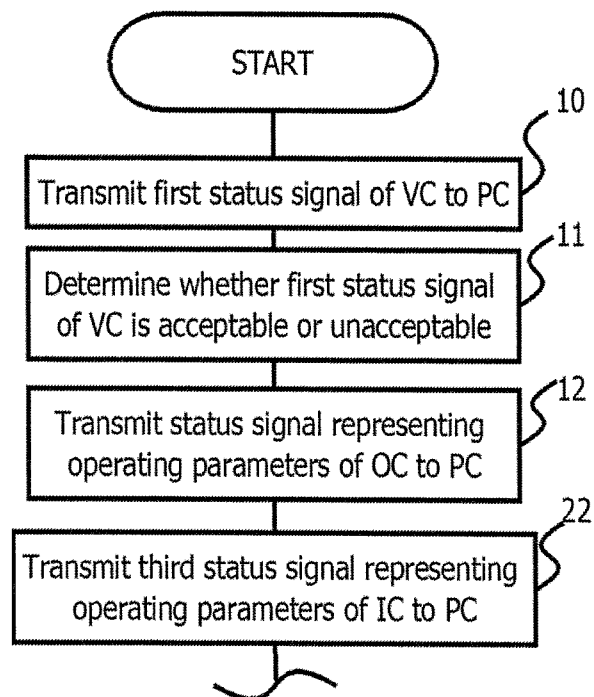 START
10
Transmit first status signal of VC to PC
11
Determine whether first status signal
of VC is acceptable or unacceptable
12
Transmit status signal representing
operating parameters of OC to PC
22
Transmit third status signal representing
operating parameters of IC to PC